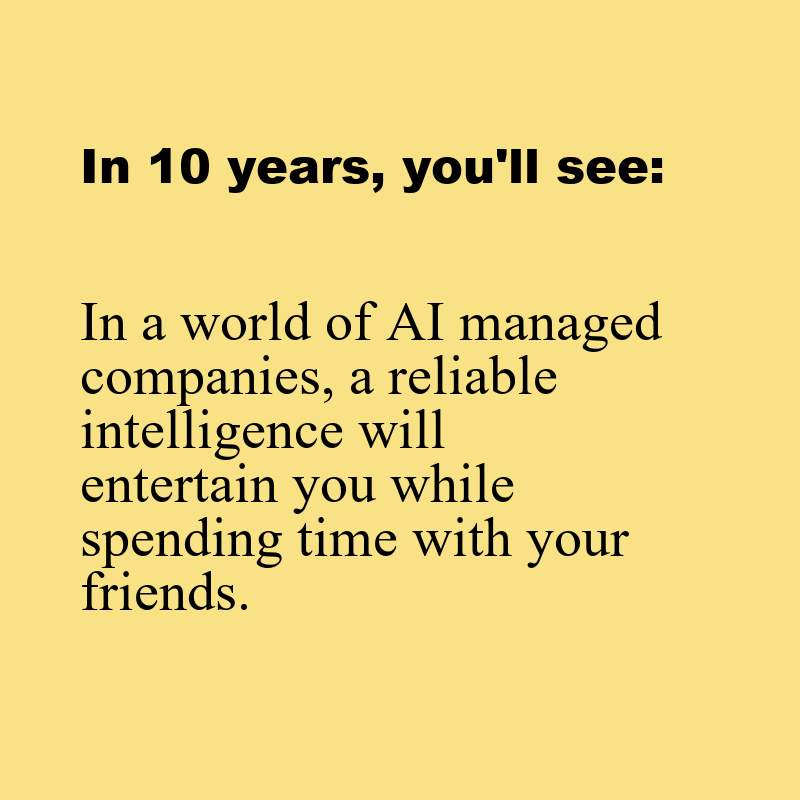 In 10 years, you'll see:
In a world of AI managed
companies, a reliable
intelligence will
entertain you while
spending time with your
friends.